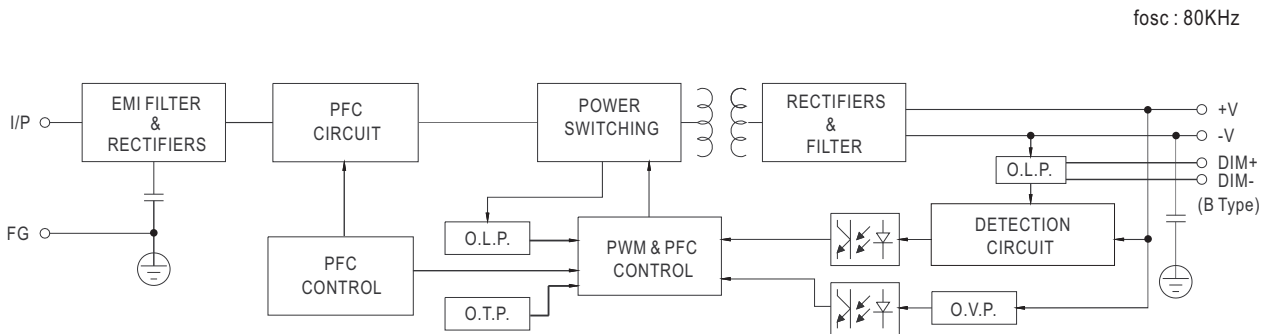 fosc : 80KHz
I/P
EMI FILTER
&
RECTIFIERS
PFC
CIRCUIT
POWER
SWITCHING
RECTIFIERS
&
FILTER
+V
-V
O.L.P.
DIM+
DIM-
(B Type)
FG
O.L.P.
PFC
CONTROL
PWM & PFC
CONTROL
DETECTION
CIRCUIT
O.T.P.
O.V.P.